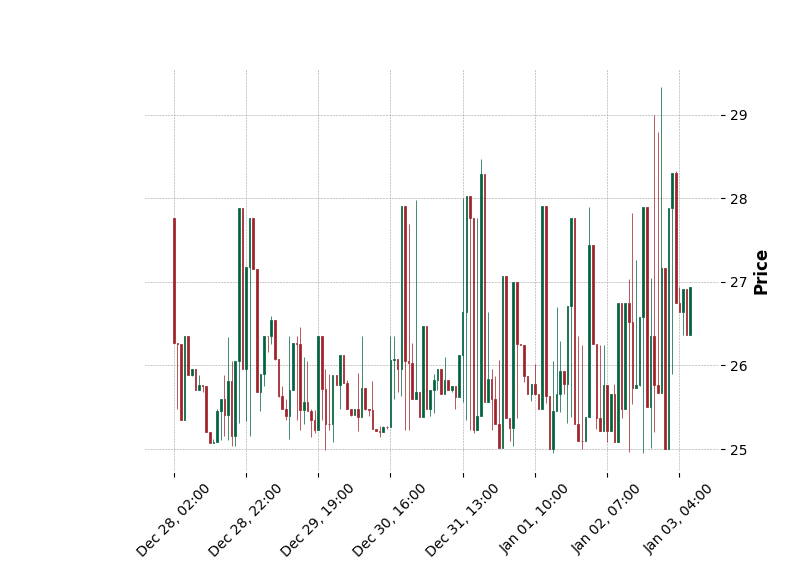 29
28
27
26
25
Price
Dec 28, 02:00
Dec 28, 22:00
Dec 29, 19:00
Dec 30, 16:00
Dec 31, 13:00
Jan 01, 10:00
Jan 02, 07:00
Jan 03, 04:00